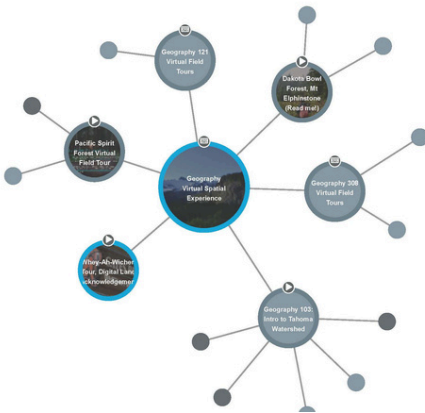 Geography 121
Virtual Field
Tours
Dakota Bowl
Forest, Mt
Elphinstone
(Read me!)
Pacific Spirit
Forest Virtual
Field Tour
Geography
Virtual Spatial
Experience
Geography 308
Virtual Field
Tours
Whey-Ah-Wichen
Tour, Digital Land
Acknowledgement
Geography 103:
Intro to Tahoma
Watershed